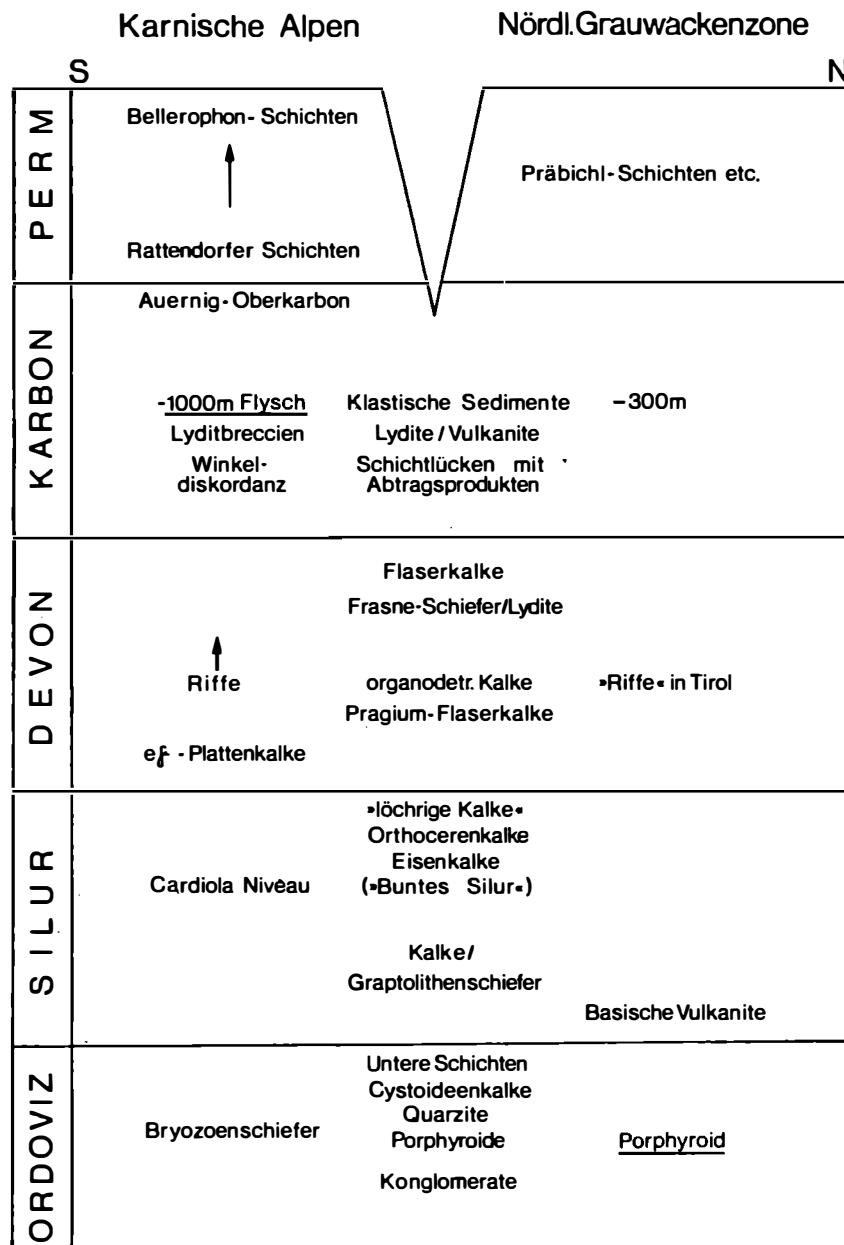 Karnische Alpen Nördl.Grauwackenzone
S N
PERM
Bellerophon-Schichten
Präbichl-Schichten etc.
Rattendorfer Schichten
KARBON
Auernig-Oberkarbon
-1000m Flysch Klastische Sedimente -300m
Lyditbreccien Lydite/Vulkanite
Winkel- Schichtlücken mit
diskordanz Abtragsprodukten
DEVON
Flaserkalke
Frasne-Schiefer/Lydite
Riffe organodetr. Kalke »Riffe« in Tirol
Pragium-Flaserkalke
-Plattenkalke
SILUR
»löchrige Kalke«
Orthocerenkalke
Eisenkalke
Cardiola Nivêau (»Buntes Silur«)
Kalke/
Graptolithenschiefer
Basische Vulkanite
ORDOVIZ
Untere Schichten
Cystoideenkalke
Quarzite
Bryozoenschiefer Porphyroide Porphyroid
Konglomerate